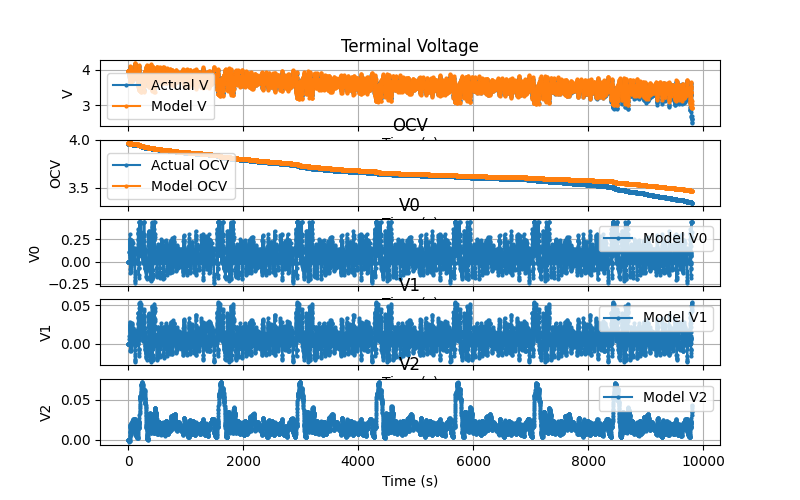 Terminal Voltage
4
3
V
Actual V
Model V
OCV
4.0
3.5
OCV
Actual OCV
Model OCV
V0
0.25
0.00
−0.25
V0
Model V0
V1
0.05
0.00
V1
Model V1
V2
0.05
0.00
V2
Model V2
0 2000 4000 6000 8000 10000
Time (s)